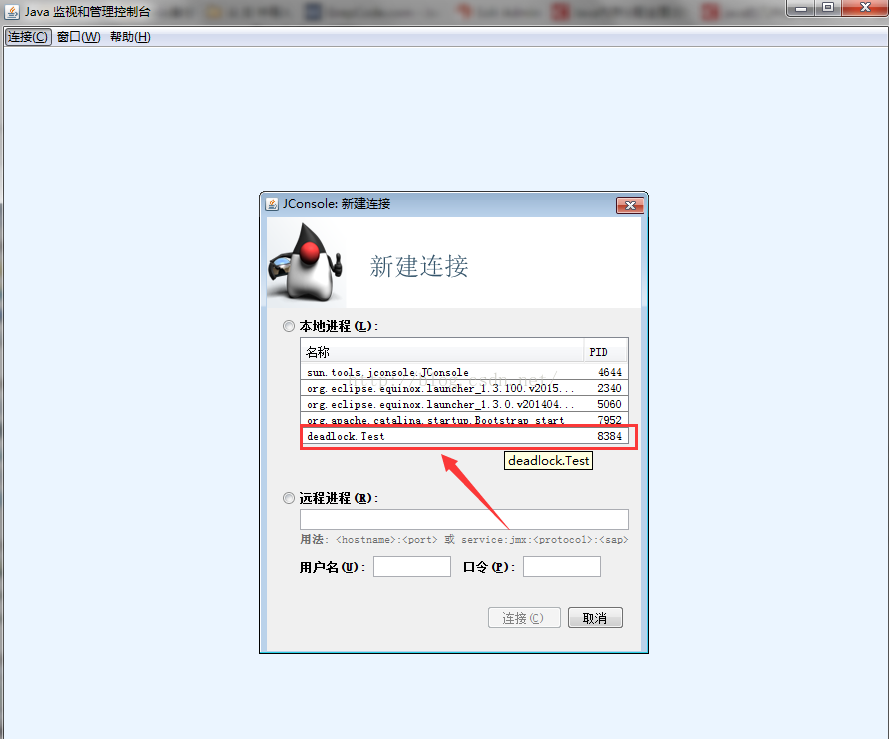 Java 监视和管理控制台
连接(C) 窗口(W) 帮助(H)
JConsole: 新建连接
新建连接
本地进程(L):
名称 PID
sun.tools.jconsole.JConsole 4644
http://blog.csdn.net/
org.eclipse.equinox.launcher_1.3.100.v2015... 2340
org.eclipse.equinox.launcher_1.3.0.v201404... 5060
org.apache.catalina.startup.Bootstrap start 7952
deadlock.Test 8384
deadlock.Test
远程进程(R):
用法: <hostname>:<port> 或 service:jmx:<protocol>:<sap>
用户名(U): 口令(P):
连接(C) 取消